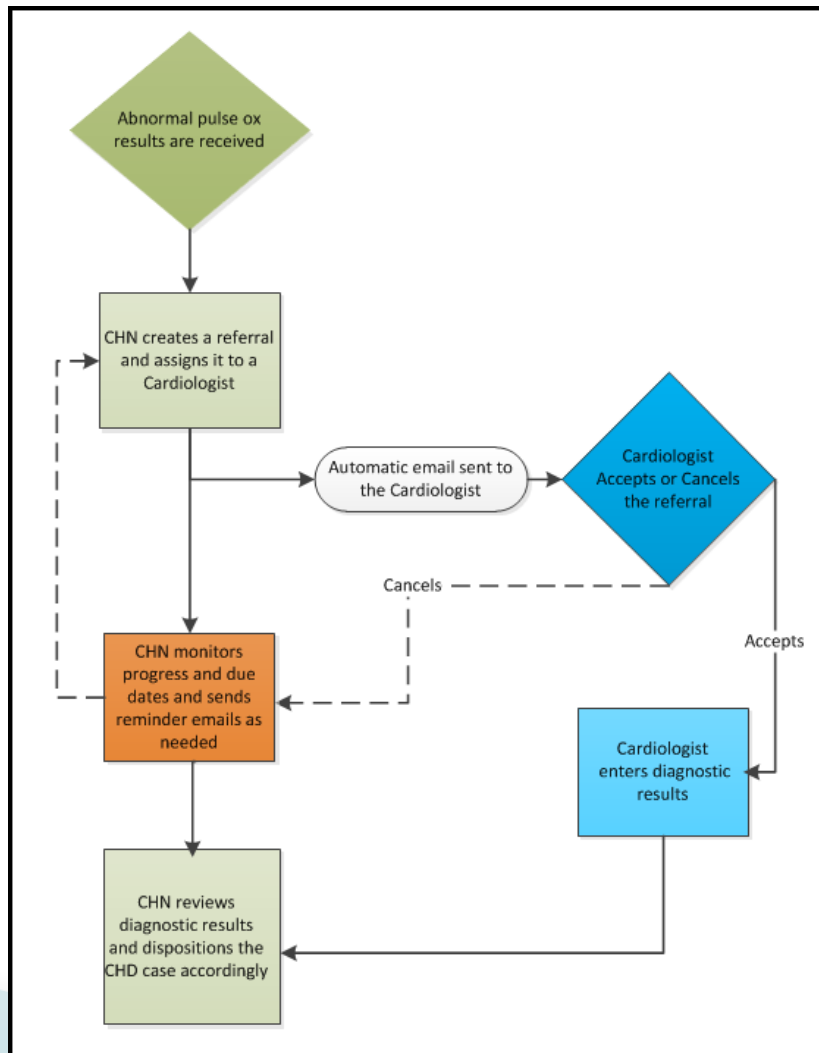 Abnormal pulse ox
results are received
CHN creates a referral
and assigns it to a
Cardiologist
Automatic email sent to
the Cardiologist
Cardiologist
Accepts or Cancels
the referral
Cancels
Accepts
CHN monitors
progress and due
dates and sends
reminder emails as
needed
Cardiologist
enters diagnostic
results
CHN reviews
diagnostic results
and dispositions the
CHD case accordingly